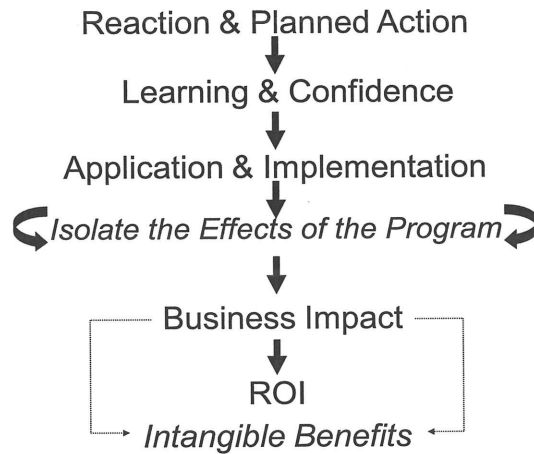 Reaction & Planned Action
Learning & Confidence
Application & Implementation
Isolate the Effects of the Program
Business Impact
ROI
Intangible Benefits